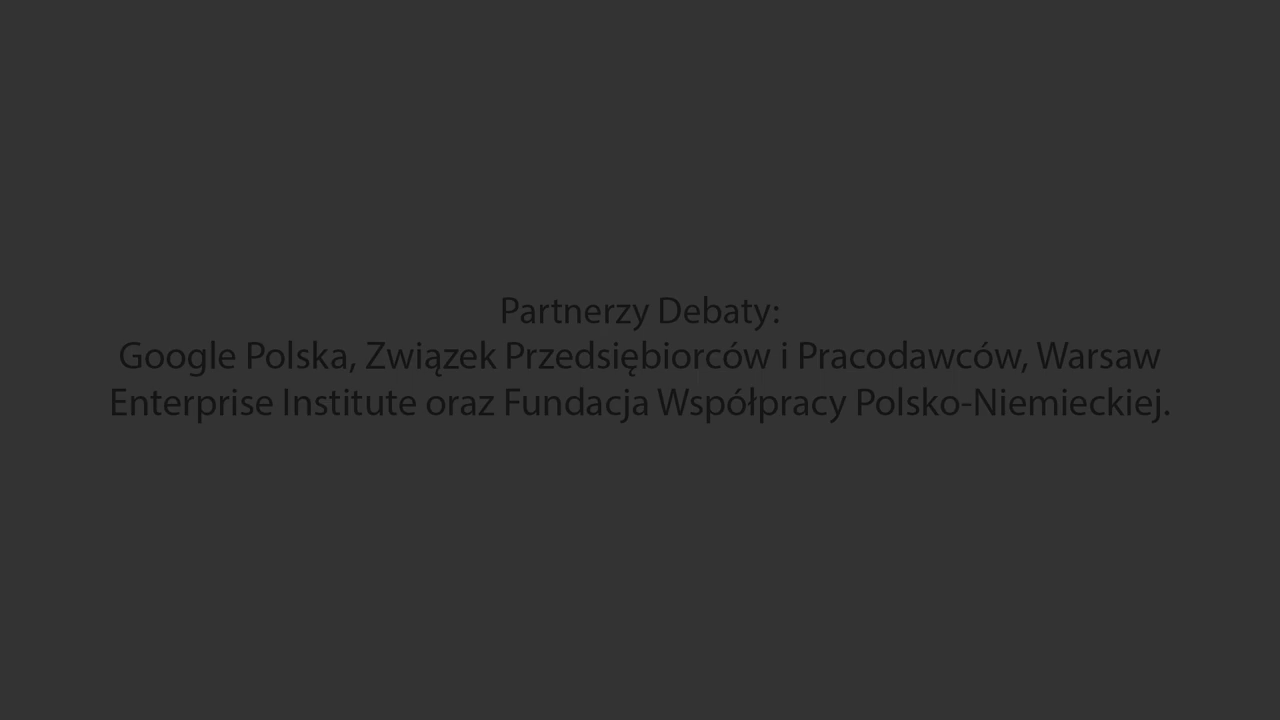 Partnerzy Debaty:
Google Polska, Związek Przedsiębiorców i Pracodawców, Warsaw
Enterprise Institute oraz Fundacja Współpracy Polsko-Niemieckiej.